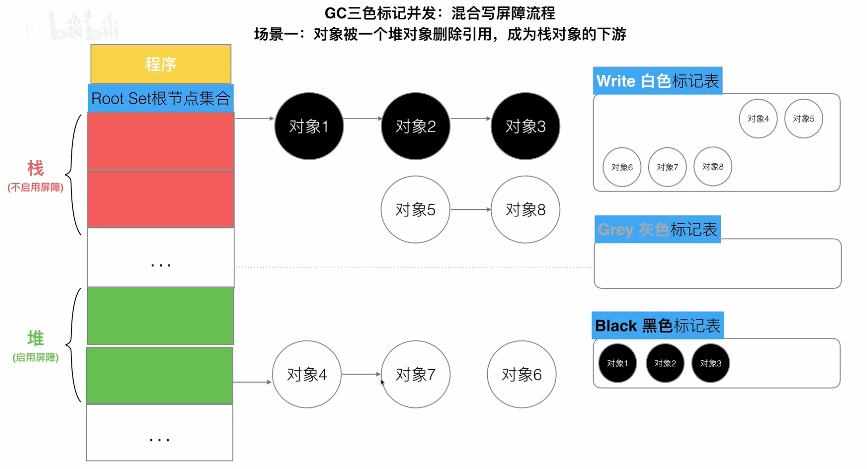 GC三色标记并发：混合写屏障流程
场景一：对象被一个堆对象删除引用，成为栈对象的下游
bilibili
程序
Root Set根节点集合
栈
(不启用屏障)
...
堆
(启用屏障)
...
对象1
对象2
对象3
对象5
对象8
对象4
对象7
对象6
Write 白色标记表
对象4
对象5
对象6
对象7
对象8
Grey 灰色标记表
Black 黑色标记表
对象1
对象2
对象3